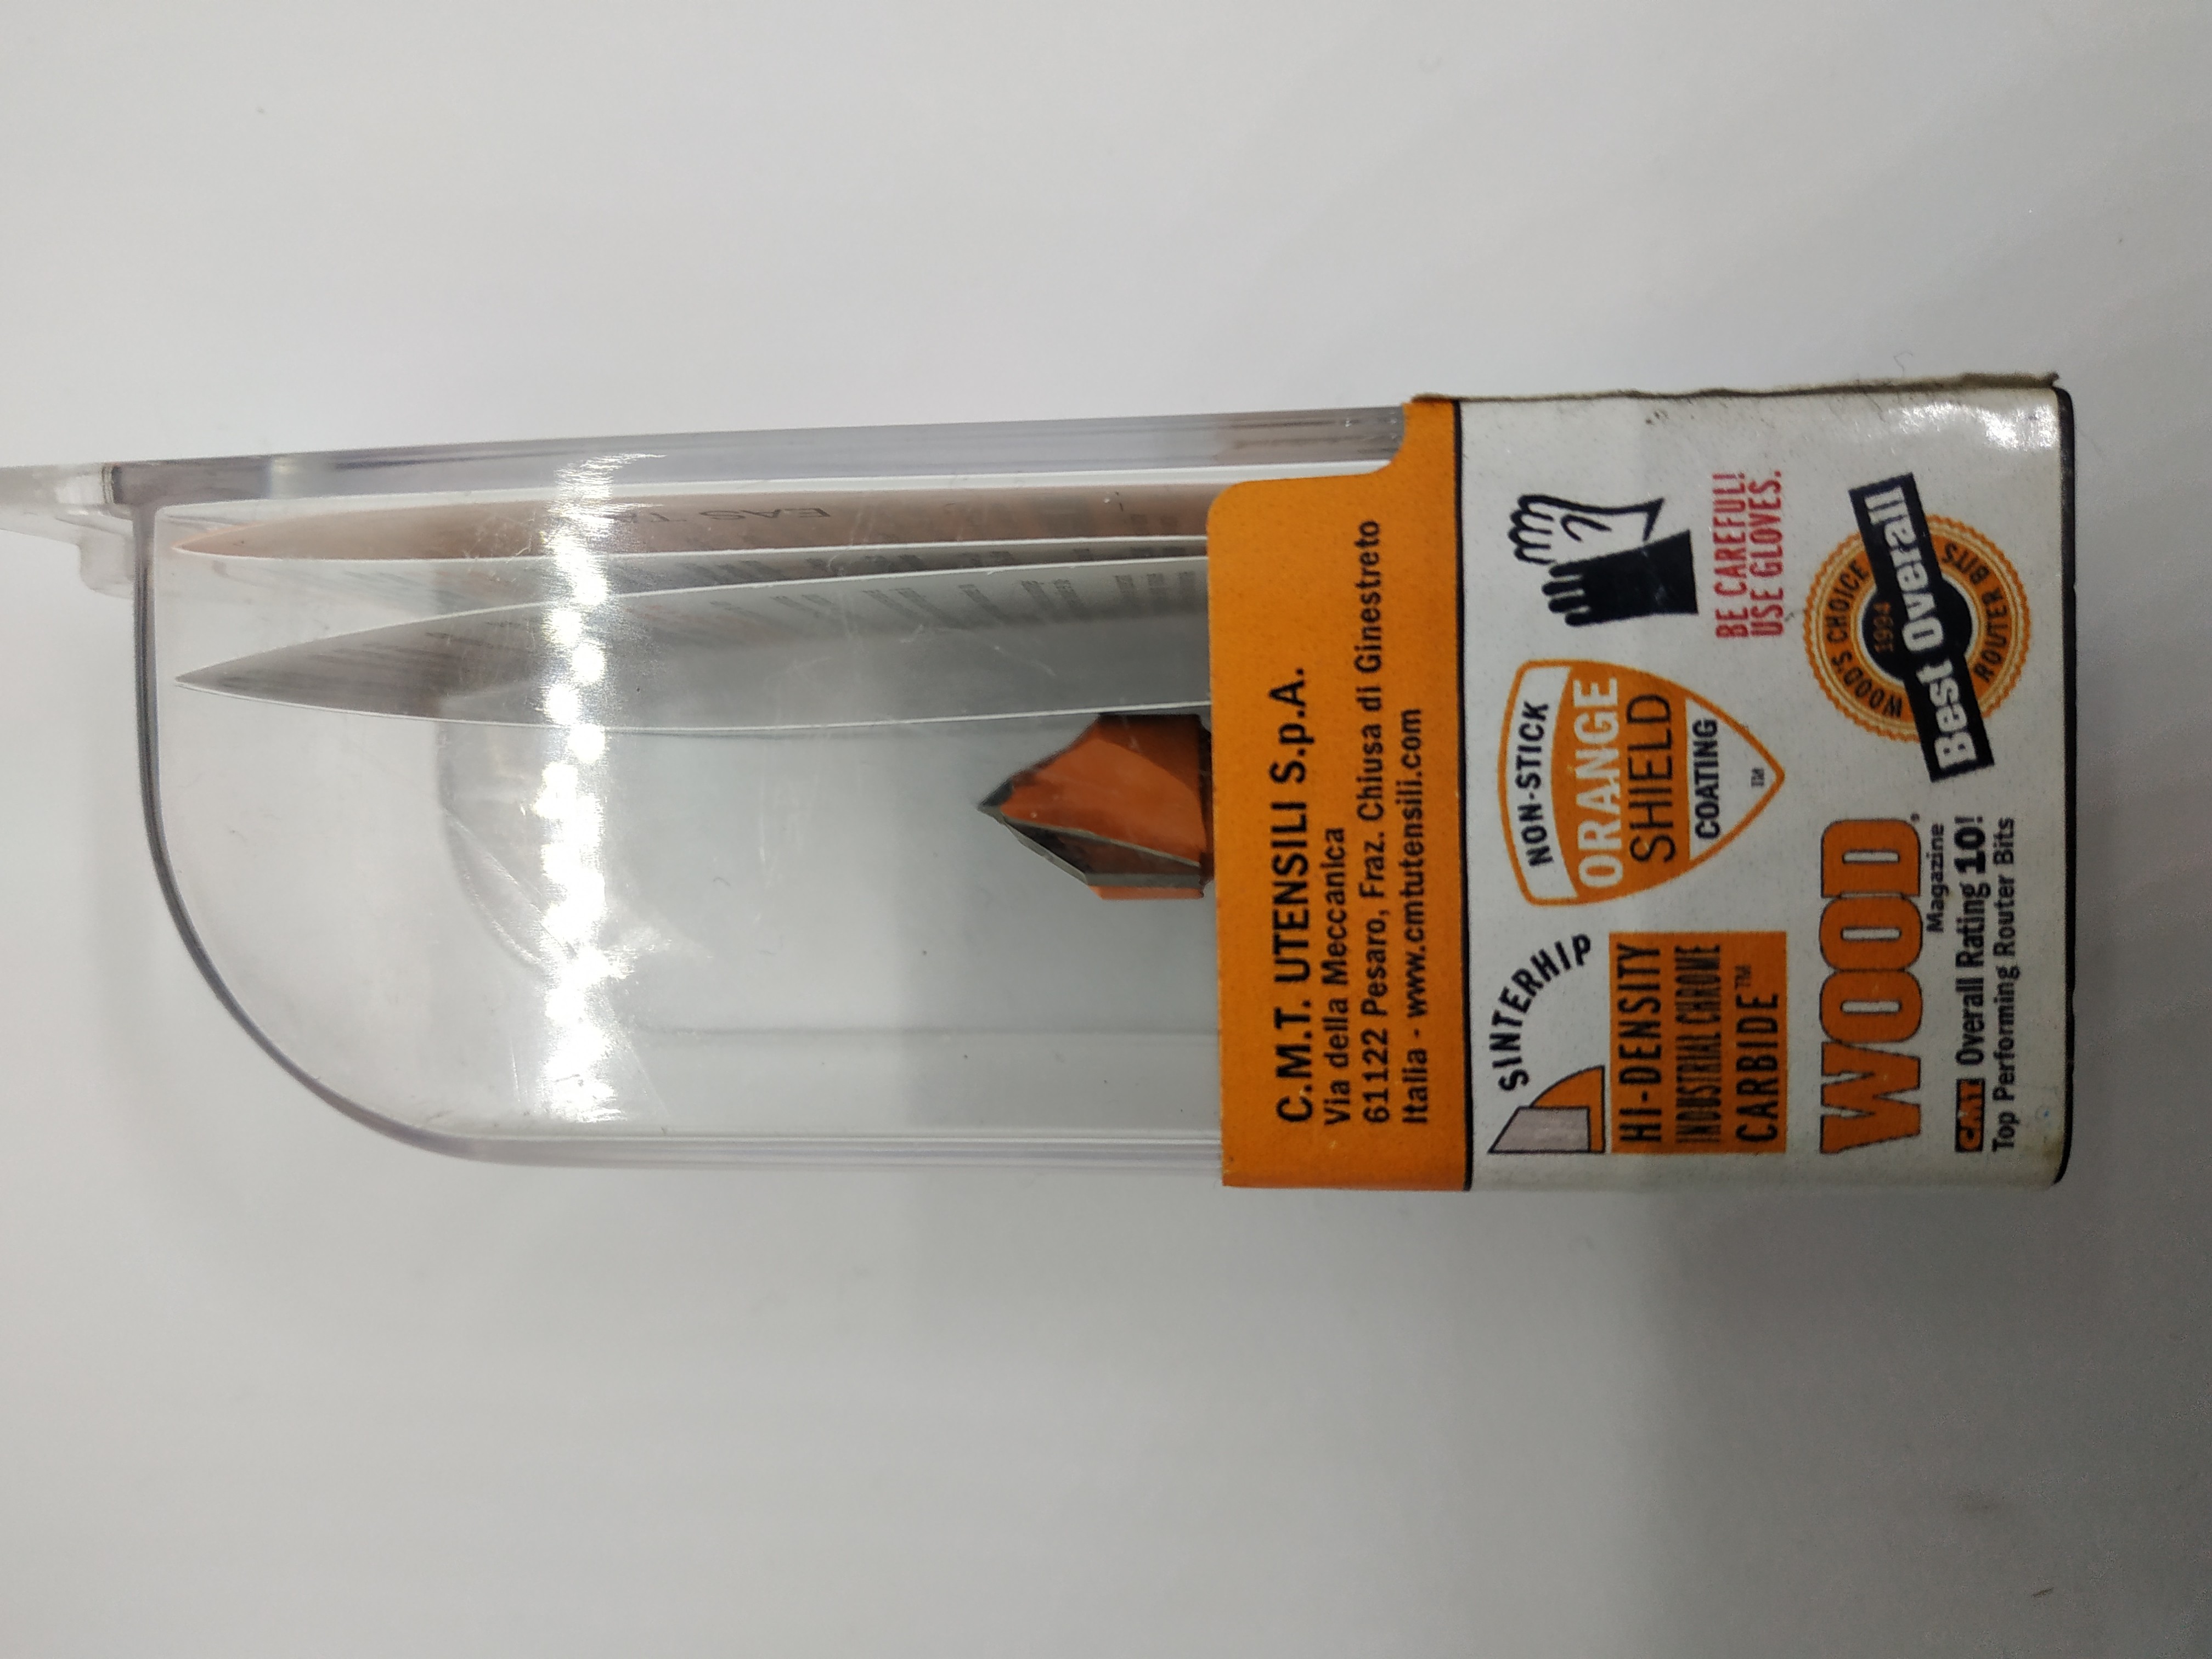 C.M.T. UTENSILI S.p.A.
Via della Meccanica
61122 Pesaro, Fraz. Chiusa di Ginestreto
Italia - www.cmtutensili.com
SINTERHIP
HI-DENSITY
INDUSTRIAL CHROME
CARBIDE™
NON-STICK
ORANGE
SHIELD
COATING
™
BE CAREFUL!
USE GLOVES.
WOOD®
Magazine
CMT Overall Rating 10!
Top Performing Router Bits
WOOD'S CHOICE
1994
Best Overall
ROUTER BITS